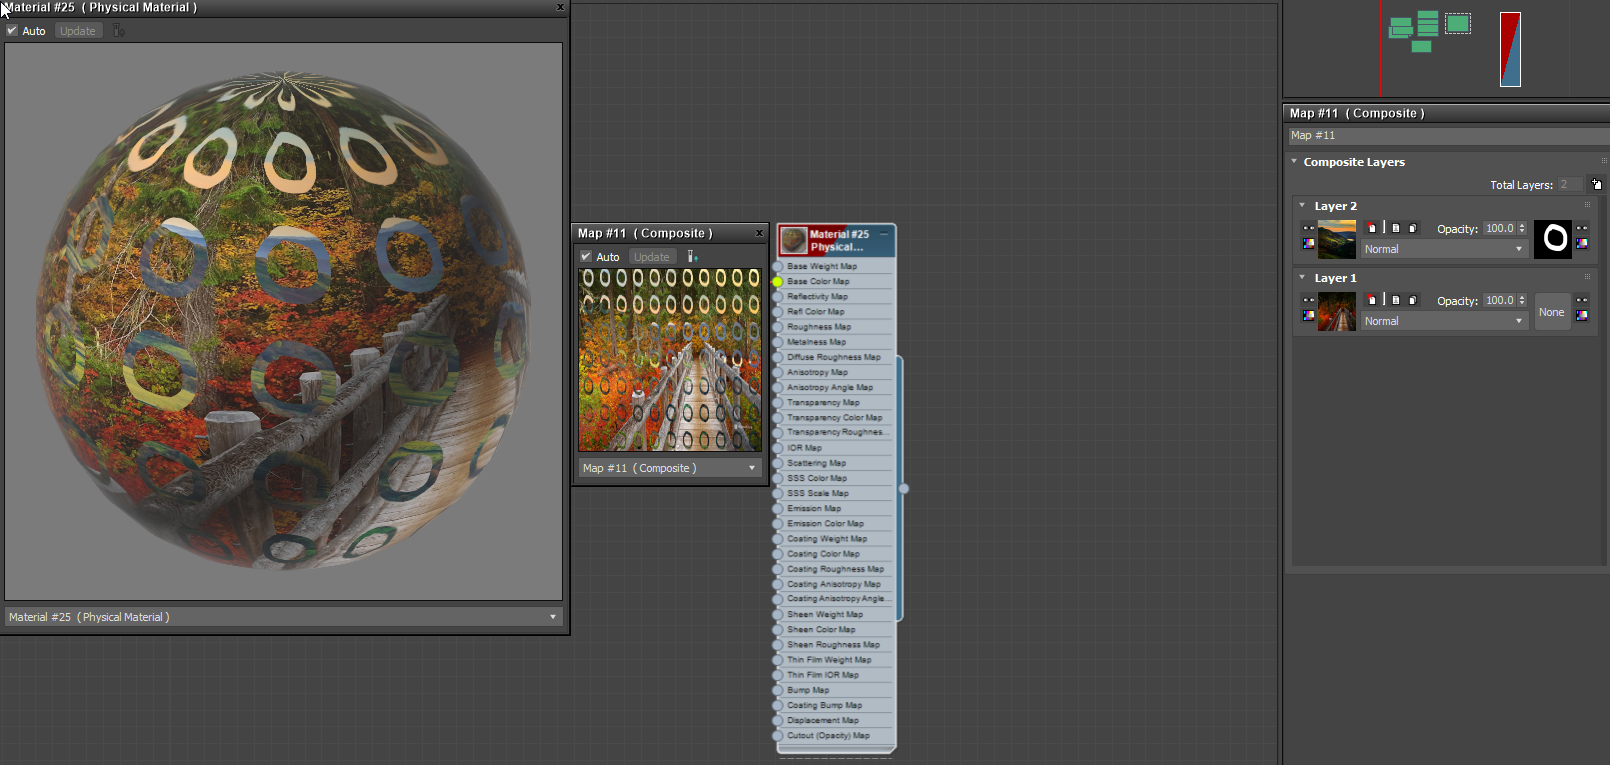 Material #25 ( Physical Material )
Auto
Update
Material #25 ( Physical Material )
Map #11 ( Composite )
Auto
Update
Map #11 ( Composite )
Material #25
Physical...
Base Weight Map
Base Color Map
Reflectivity Map
Refl Color Map
Roughness Map
Metalness Map
Diffuse Roughness Map
Anisotropy Map
Anisotropy Angle Map
Transparency Map
Transparency Color Map
Transparency Roughnes...
IOR Map
Scattering Map
SSS Color Map
SSS Scale Map
Emission Map
Emission Color Map
Coating Weight Map
Coating Color Map
Coating Roughness Map
Coating Anisotropy Map
Coating Anisotropy Angle...
Sheen Weight Map
Sheen Color Map
Sheen Roughness Map
Thin Film Weight Map
Thin Film IOR Map
Bump Map
Coating Bump Map
Displacement Map
Cutout (Opacity) Map
Map #11 ( Composite )
Map #11
Composite Layers
Total Layers: 2
Layer 2
Opacity: 100.0
Normal
Layer 1
Opacity: 100.0
Normal
None